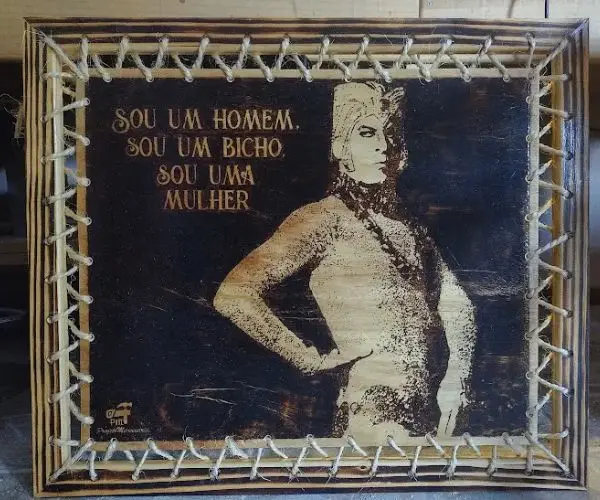 SOU UM HOMEM,
SOU UM BICHO,
SOU UMA
MULHER